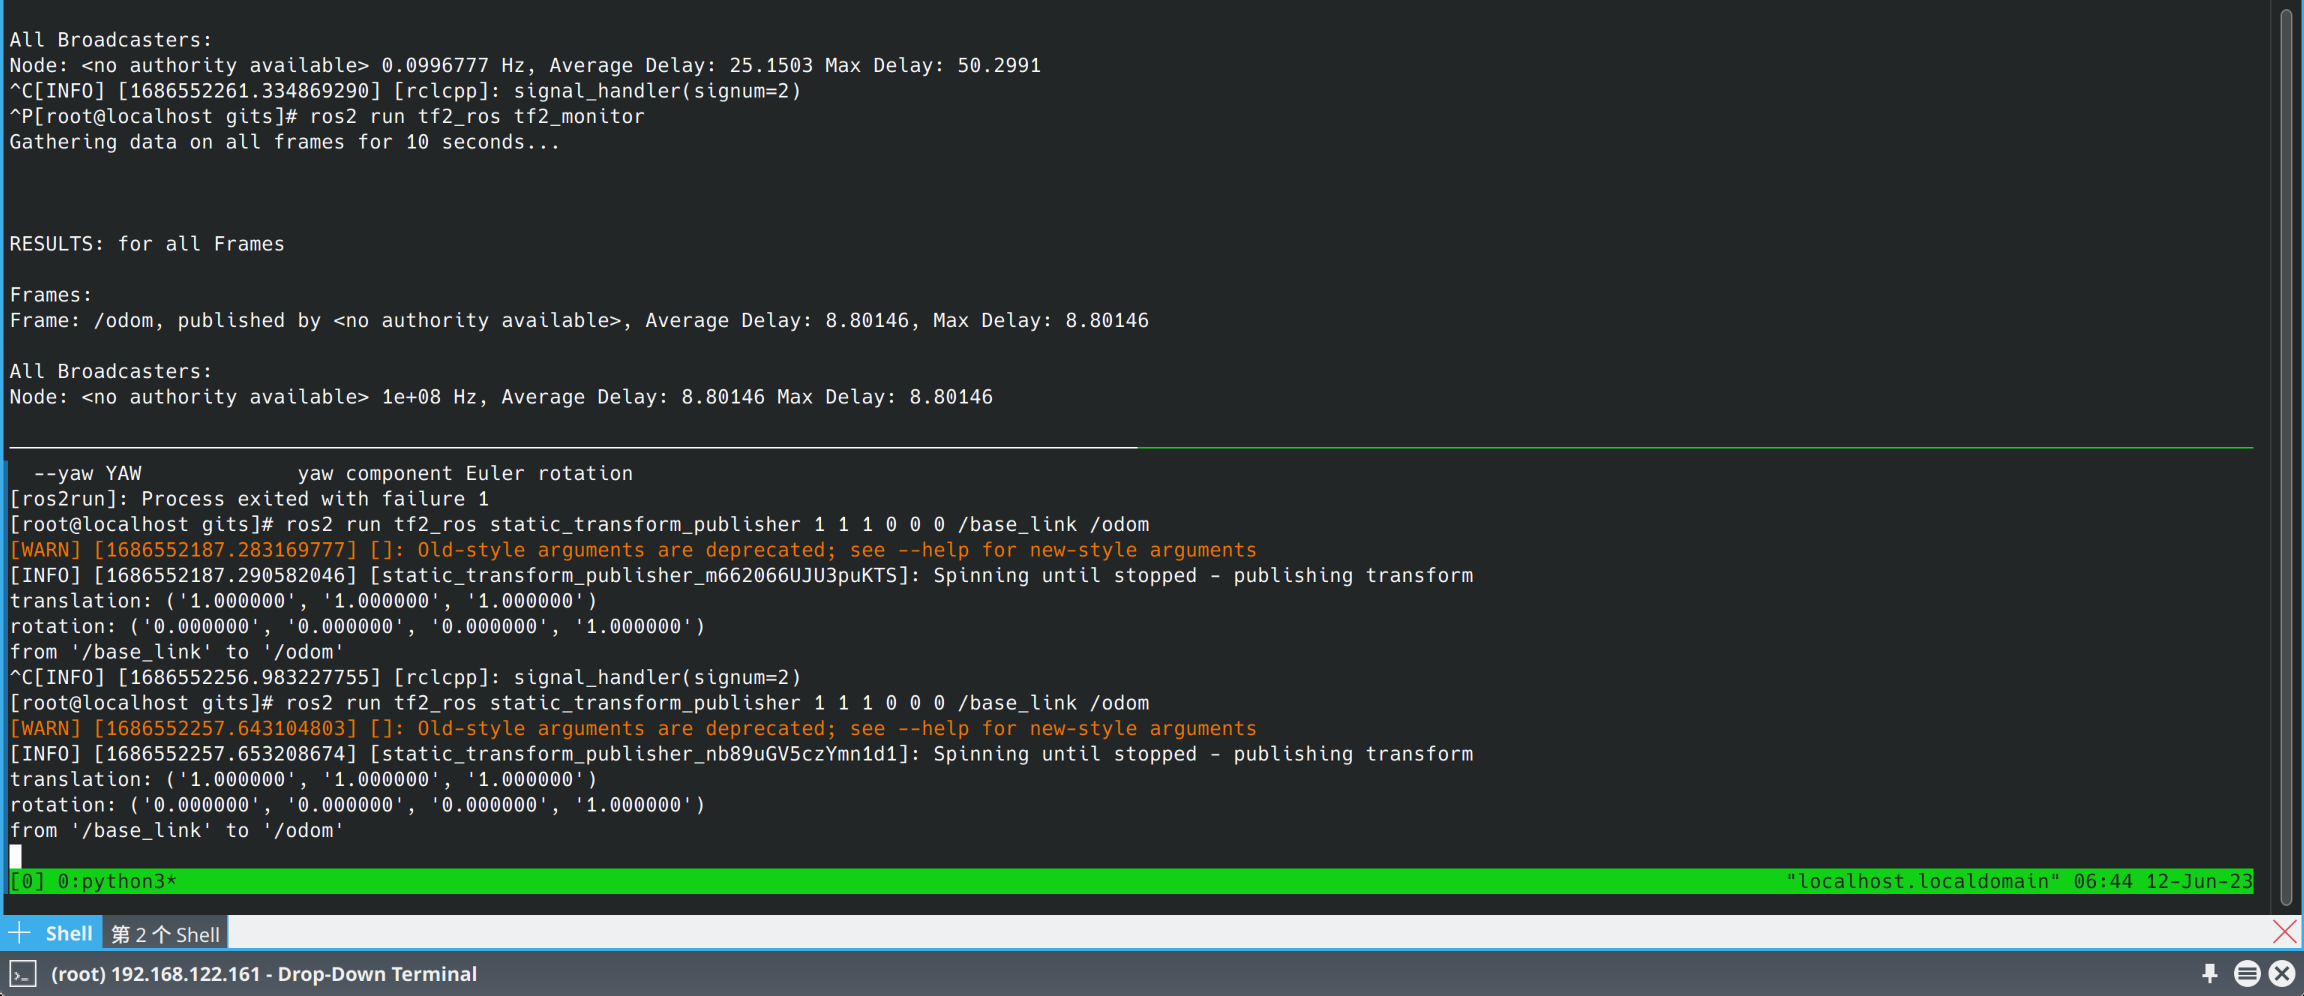 All Broadcasters:
Node: <no authority available> 0.0996777 Hz, Average Delay: 25.1503 Max Delay: 50.2991
^C[INFO] [1686552261.334869290] [rclcpp]: signal_handler(signum=2)
^P[root@localhost gits]# ros2 run tf2_ros tf2_monitor
Gathering data on all frames for 10 seconds...
RESULTS: for all Frames
Frames:
Frame: /odom, published by <no authority available>, Average Delay: 8.80146, Max Delay: 8.80146
All Broadcasters:
Node: <no authority available> 1e+08 Hz, Average Delay: 8.80146 Max Delay: 8.80146
--yaw YAW             yaw component Euler rotation
[ros2run]: Process exited with failure 1
[root@localhost gits]# ros2 run tf2_ros static_transform_publisher 1 1 1 0 0 0 /base_link /odom
[WARN] [1686552187.283169777] []: Old-style arguments are deprecated; see --help for new-style arguments
[INFO] [1686552187.290582046] [static_transform_publisher_m662066UJU3puKTS]: Spinning until stopped - publishing transform
translation: ('1.000000', '1.000000', '1.000000')
rotation: ('0.000000', '0.000000', '0.000000', '1.000000')
from '/base_link' to '/odom'
^C[INFO] [1686552256.983227755] [rclcpp]: signal_handler(signum=2)
[root@localhost gits]# ros2 run tf2_ros static_transform_publisher 1 1 1 0 0 0 /base_link /odom
[WARN] [1686552257.643104803] []: Old-style arguments are deprecated; see --help for new-style arguments
[INFO] [1686552257.653208674] [static_transform_publisher_nb89uGV5czYmn1d1]: Spinning until stopped - publishing transform
translation: ('1.000000', '1.000000', '1.000000')
rotation: ('0.000000', '0.000000', '0.000000', '1.000000')
from '/base_link' to '/odom'
[0] 0:python3* "localhost.localdomain" 06:44 12-Jun-23
Shell 第 2 个 Shell
(root) 192.168.122.161 - Drop-Down Terminal